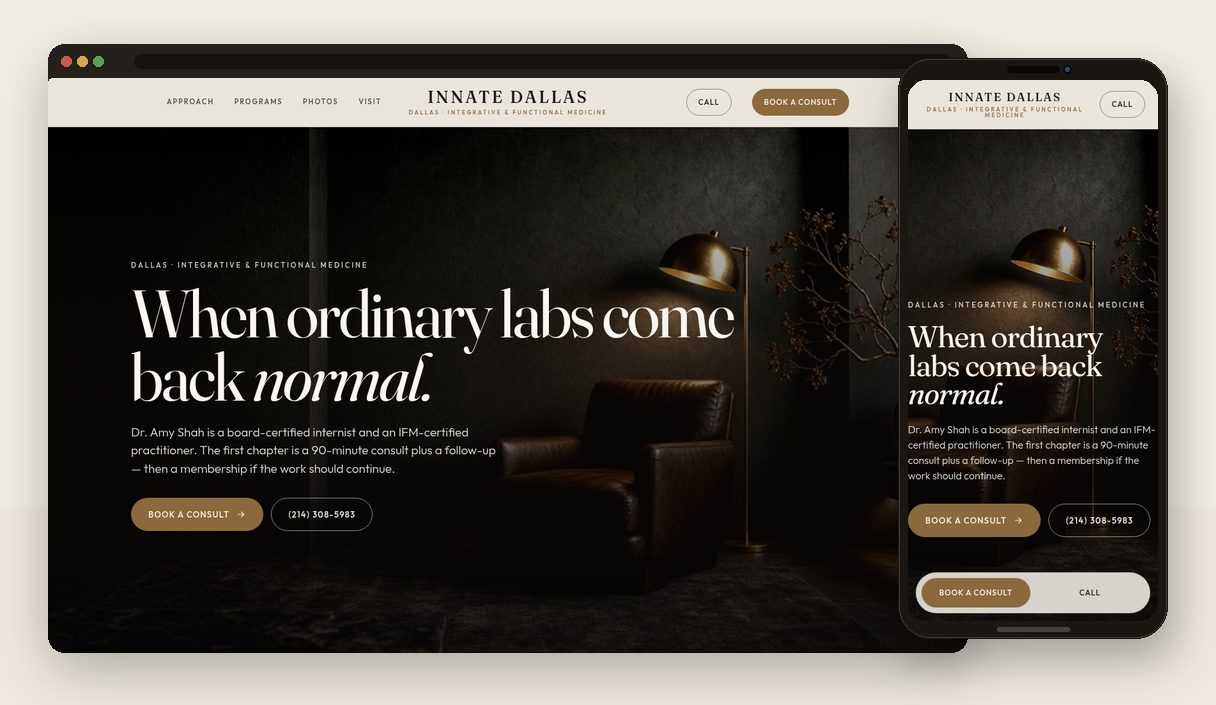 APPROACH PROGRAMS PHOTOS VISIT
INNATE DALLAS
DALLAS · INTEGRATIVE & FUNCTIONAL MEDICINE
CALL
BOOK A CONSULT
DALLAS · INTEGRATIVE & FUNCTIONAL MEDICINE
When ordinary labs come
back normal.
Dr. Amy Shah is a board-certified internist and an IFM-certified
practitioner. The first chapter is a 90-minute consult plus a follow-up
— then a membership if the work should continue.
BOOK A CONSULT →
(214) 308-5983
INNATE DALLAS
DALLAS · INTEGRATIVE & FUNCTIONAL
MEDICINE
CALL
DALLAS · INTEGRATIVE & FUNCTIONAL MEDICINE
When ordinary
labs come back
normal.
Dr. Amy Shah is a board-certified internist and an IFM-
certified practitioner. The first chapter is a 90-minute
consult plus a follow-up — then a membership if the
work should continue.
BOOK A CONSULT →
(214) 308-5983
BOOK A CONSULT
CALL